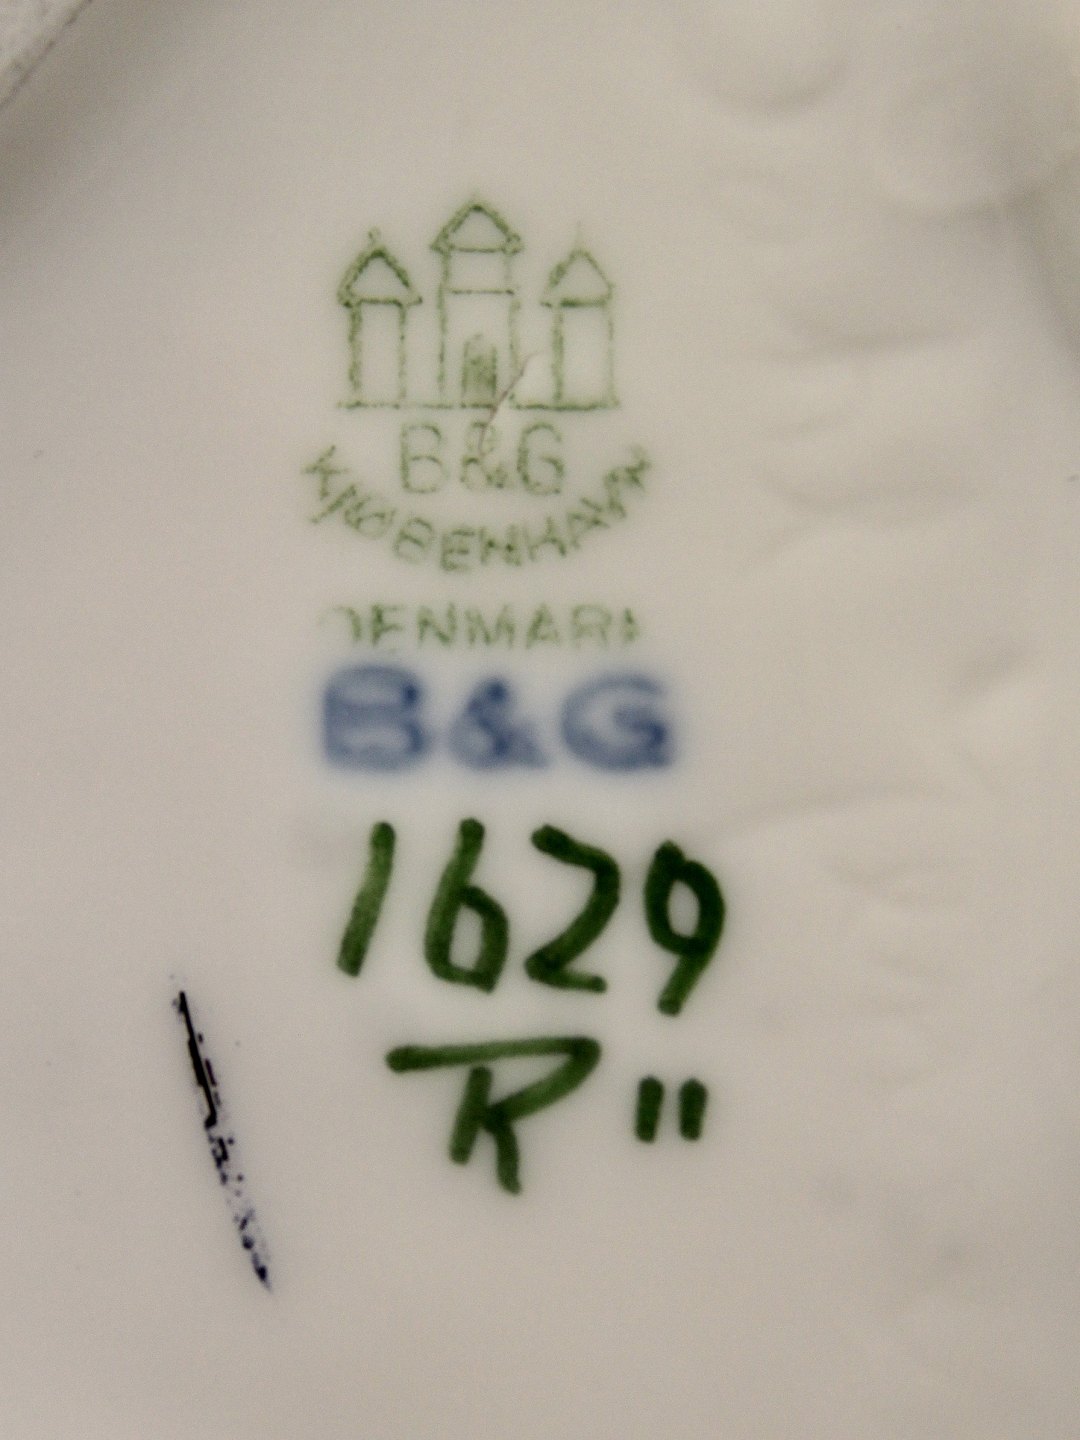 B&G
KJØBENHAVN
DENMARK
B&G
1629
R"